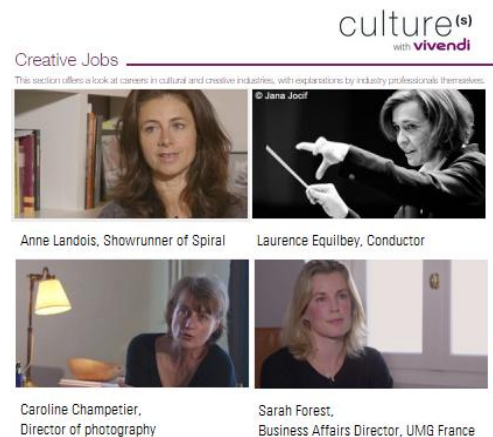 culture(s)
with vivendi
Creative Jobs
This section offers a look at careers in cultural and creative industries, with explanations by industry professionals themselves.
© Jana Jocif
Anne Landois, Showrunner of Spiral
Laurence Equilbey, Conductor
Caroline Champetier,
Director of photography
Sarah Forest,
Business Affairs Director, UMG France